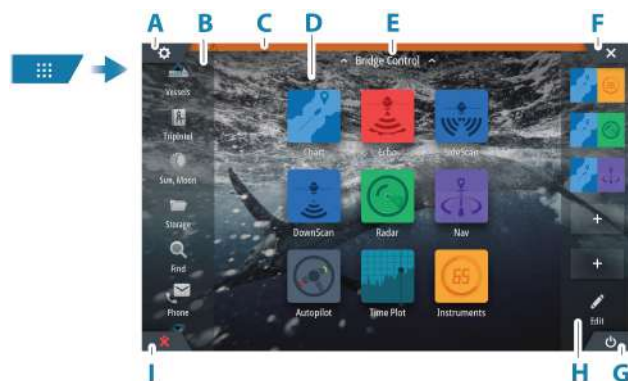 A
B
C
D
E
F
Bridge Control
Vessels
TripIntel
Sun, Moon
Storage
Find
Phone
Chart
Echo
SideScan
DownScan
Radar
Nav
Autopilot
Time Plot
65
Instruments
+
+
Edit
I
H
G